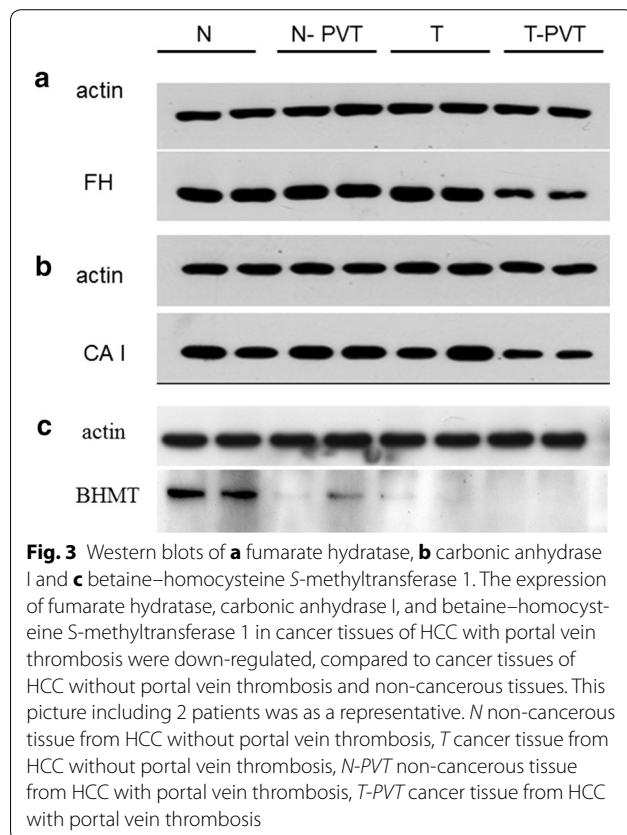 N N- PVT T T-PVT
a
actin
FH
b
actin
CA I
c
actin
BHMT
Fig. 3 Western blots of a fumarate hydratase, b carbonic anhydrase
I and c betaine–homocysteine S-methyltransferase 1. The expression
of fumarate hydratase, carbonic anhydrase I, and betaine–homocyst-
eine S-methyltransferase 1 in cancer tissues of HCC with portal vein
thrombosis were down-regulated, compared to cancer tissues of
HCC without portal vein thrombosis and non-cancerous tissues. This
picture including 2 patients was as a representative. N non-cancerous
tissue from HCC without portal vein thrombosis, T cancer tissue from
HCC without portal vein thrombosis, N-PVT non-cancerous tissue
from HCC with portal vein thrombosis, T-PVT cancer tissue from HCC
with portal vein thrombosis